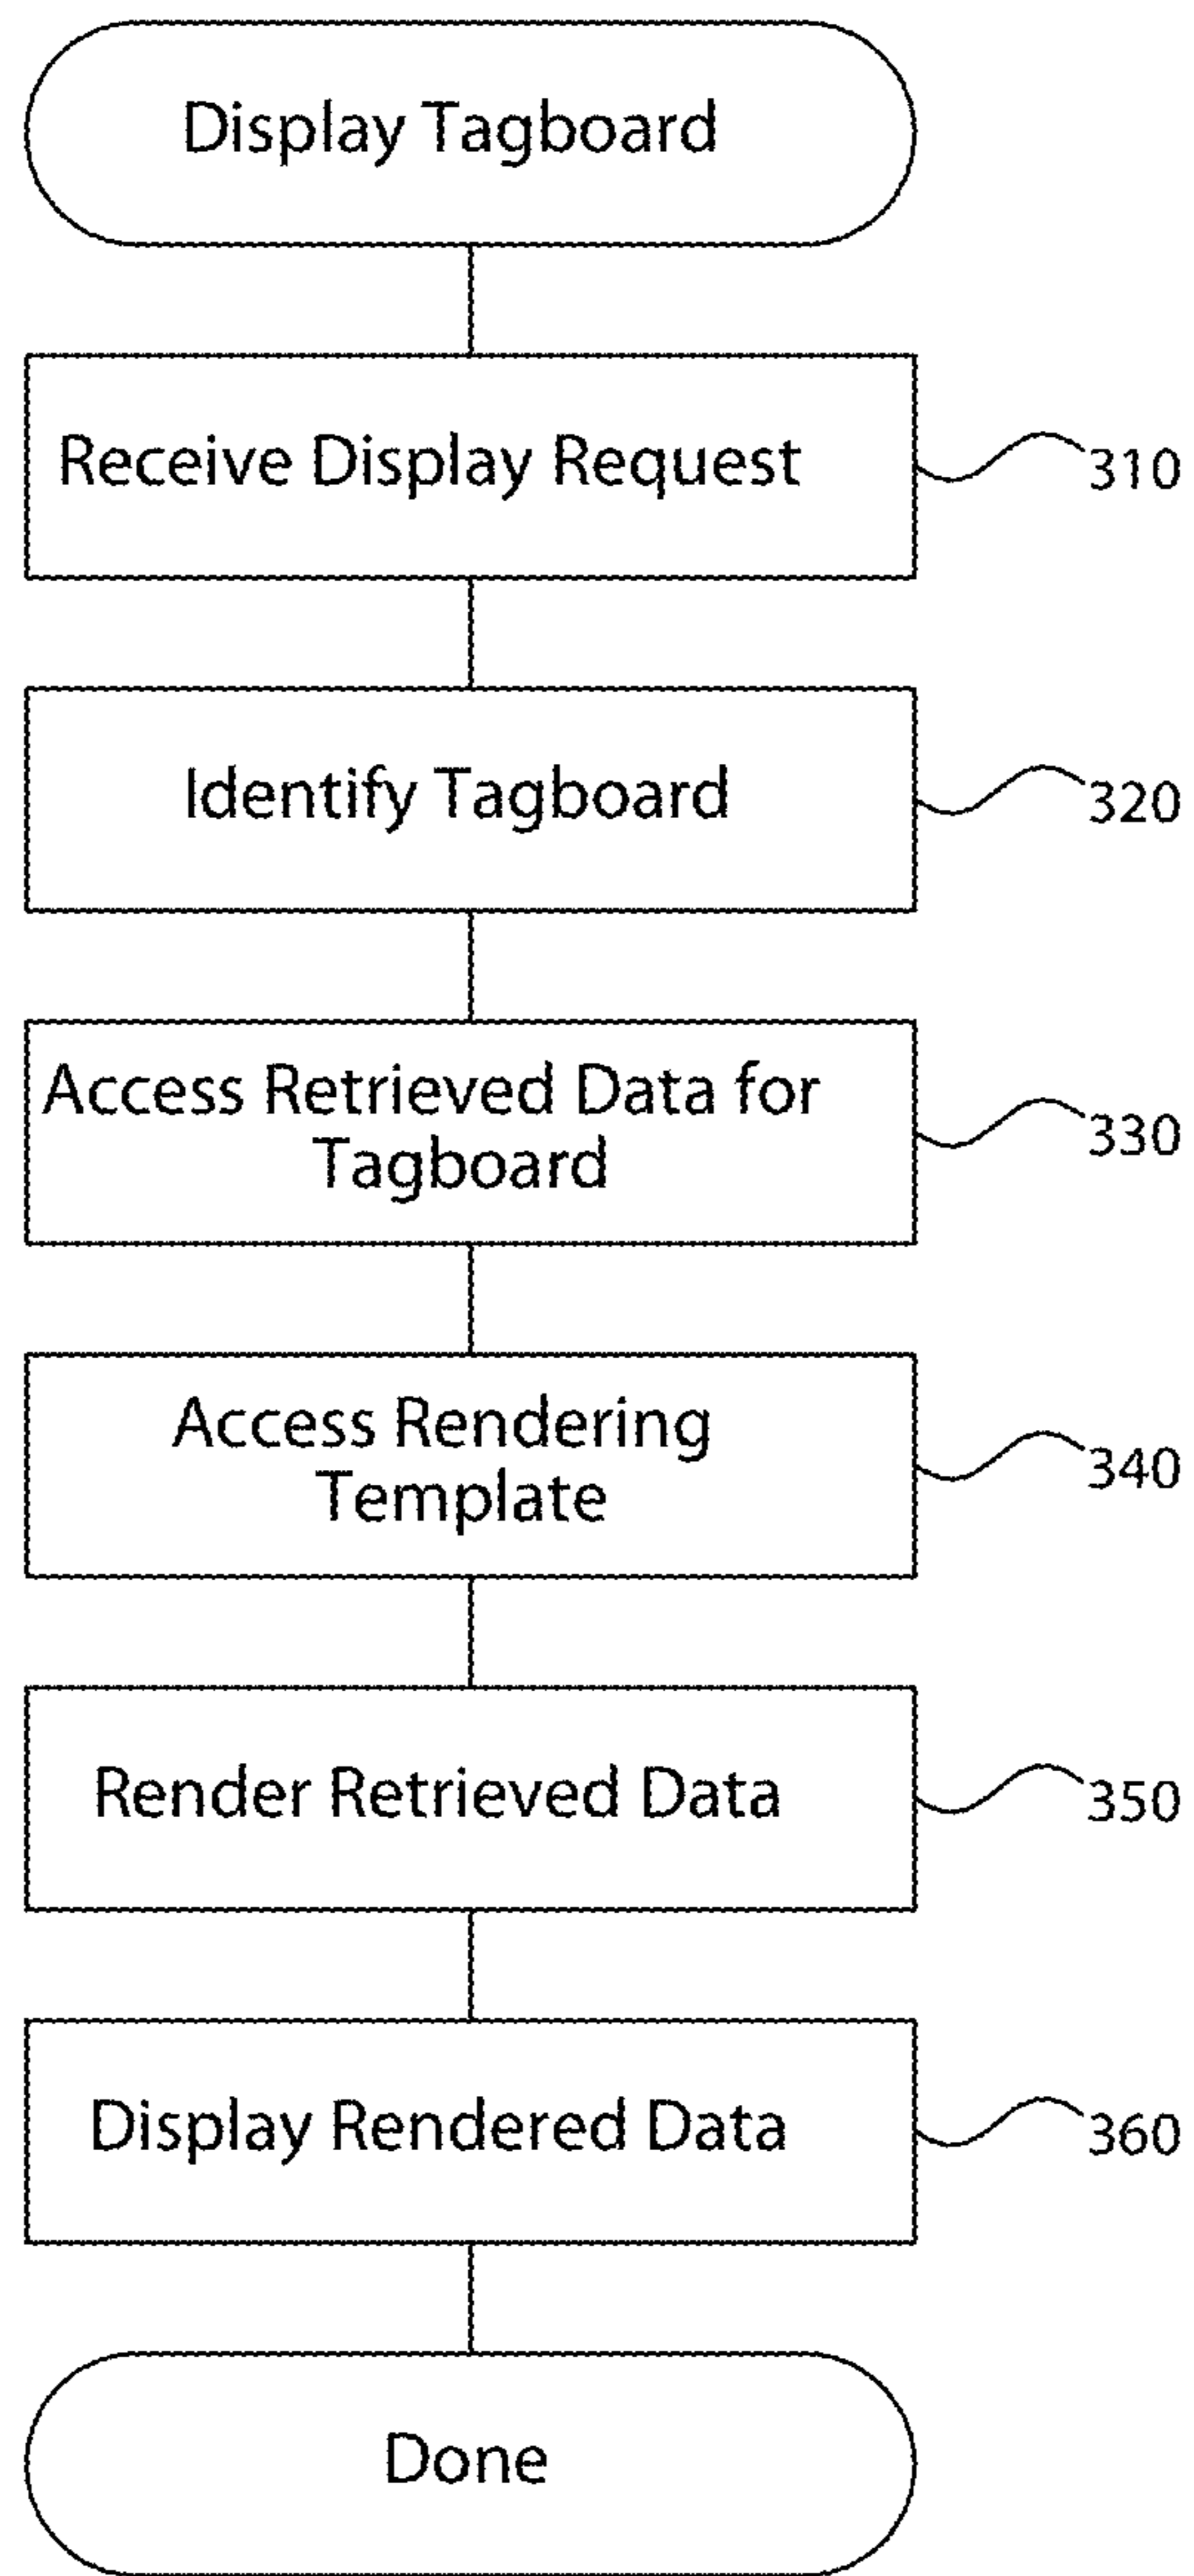 Display Tagboard
Receive Display Request
310
Identify Tagboard
320
Access Retrieved Data for
Tagboard
330
Access Rendering
Template
340
Render Retrieved Data
350
Display Rendered Data
360
Done